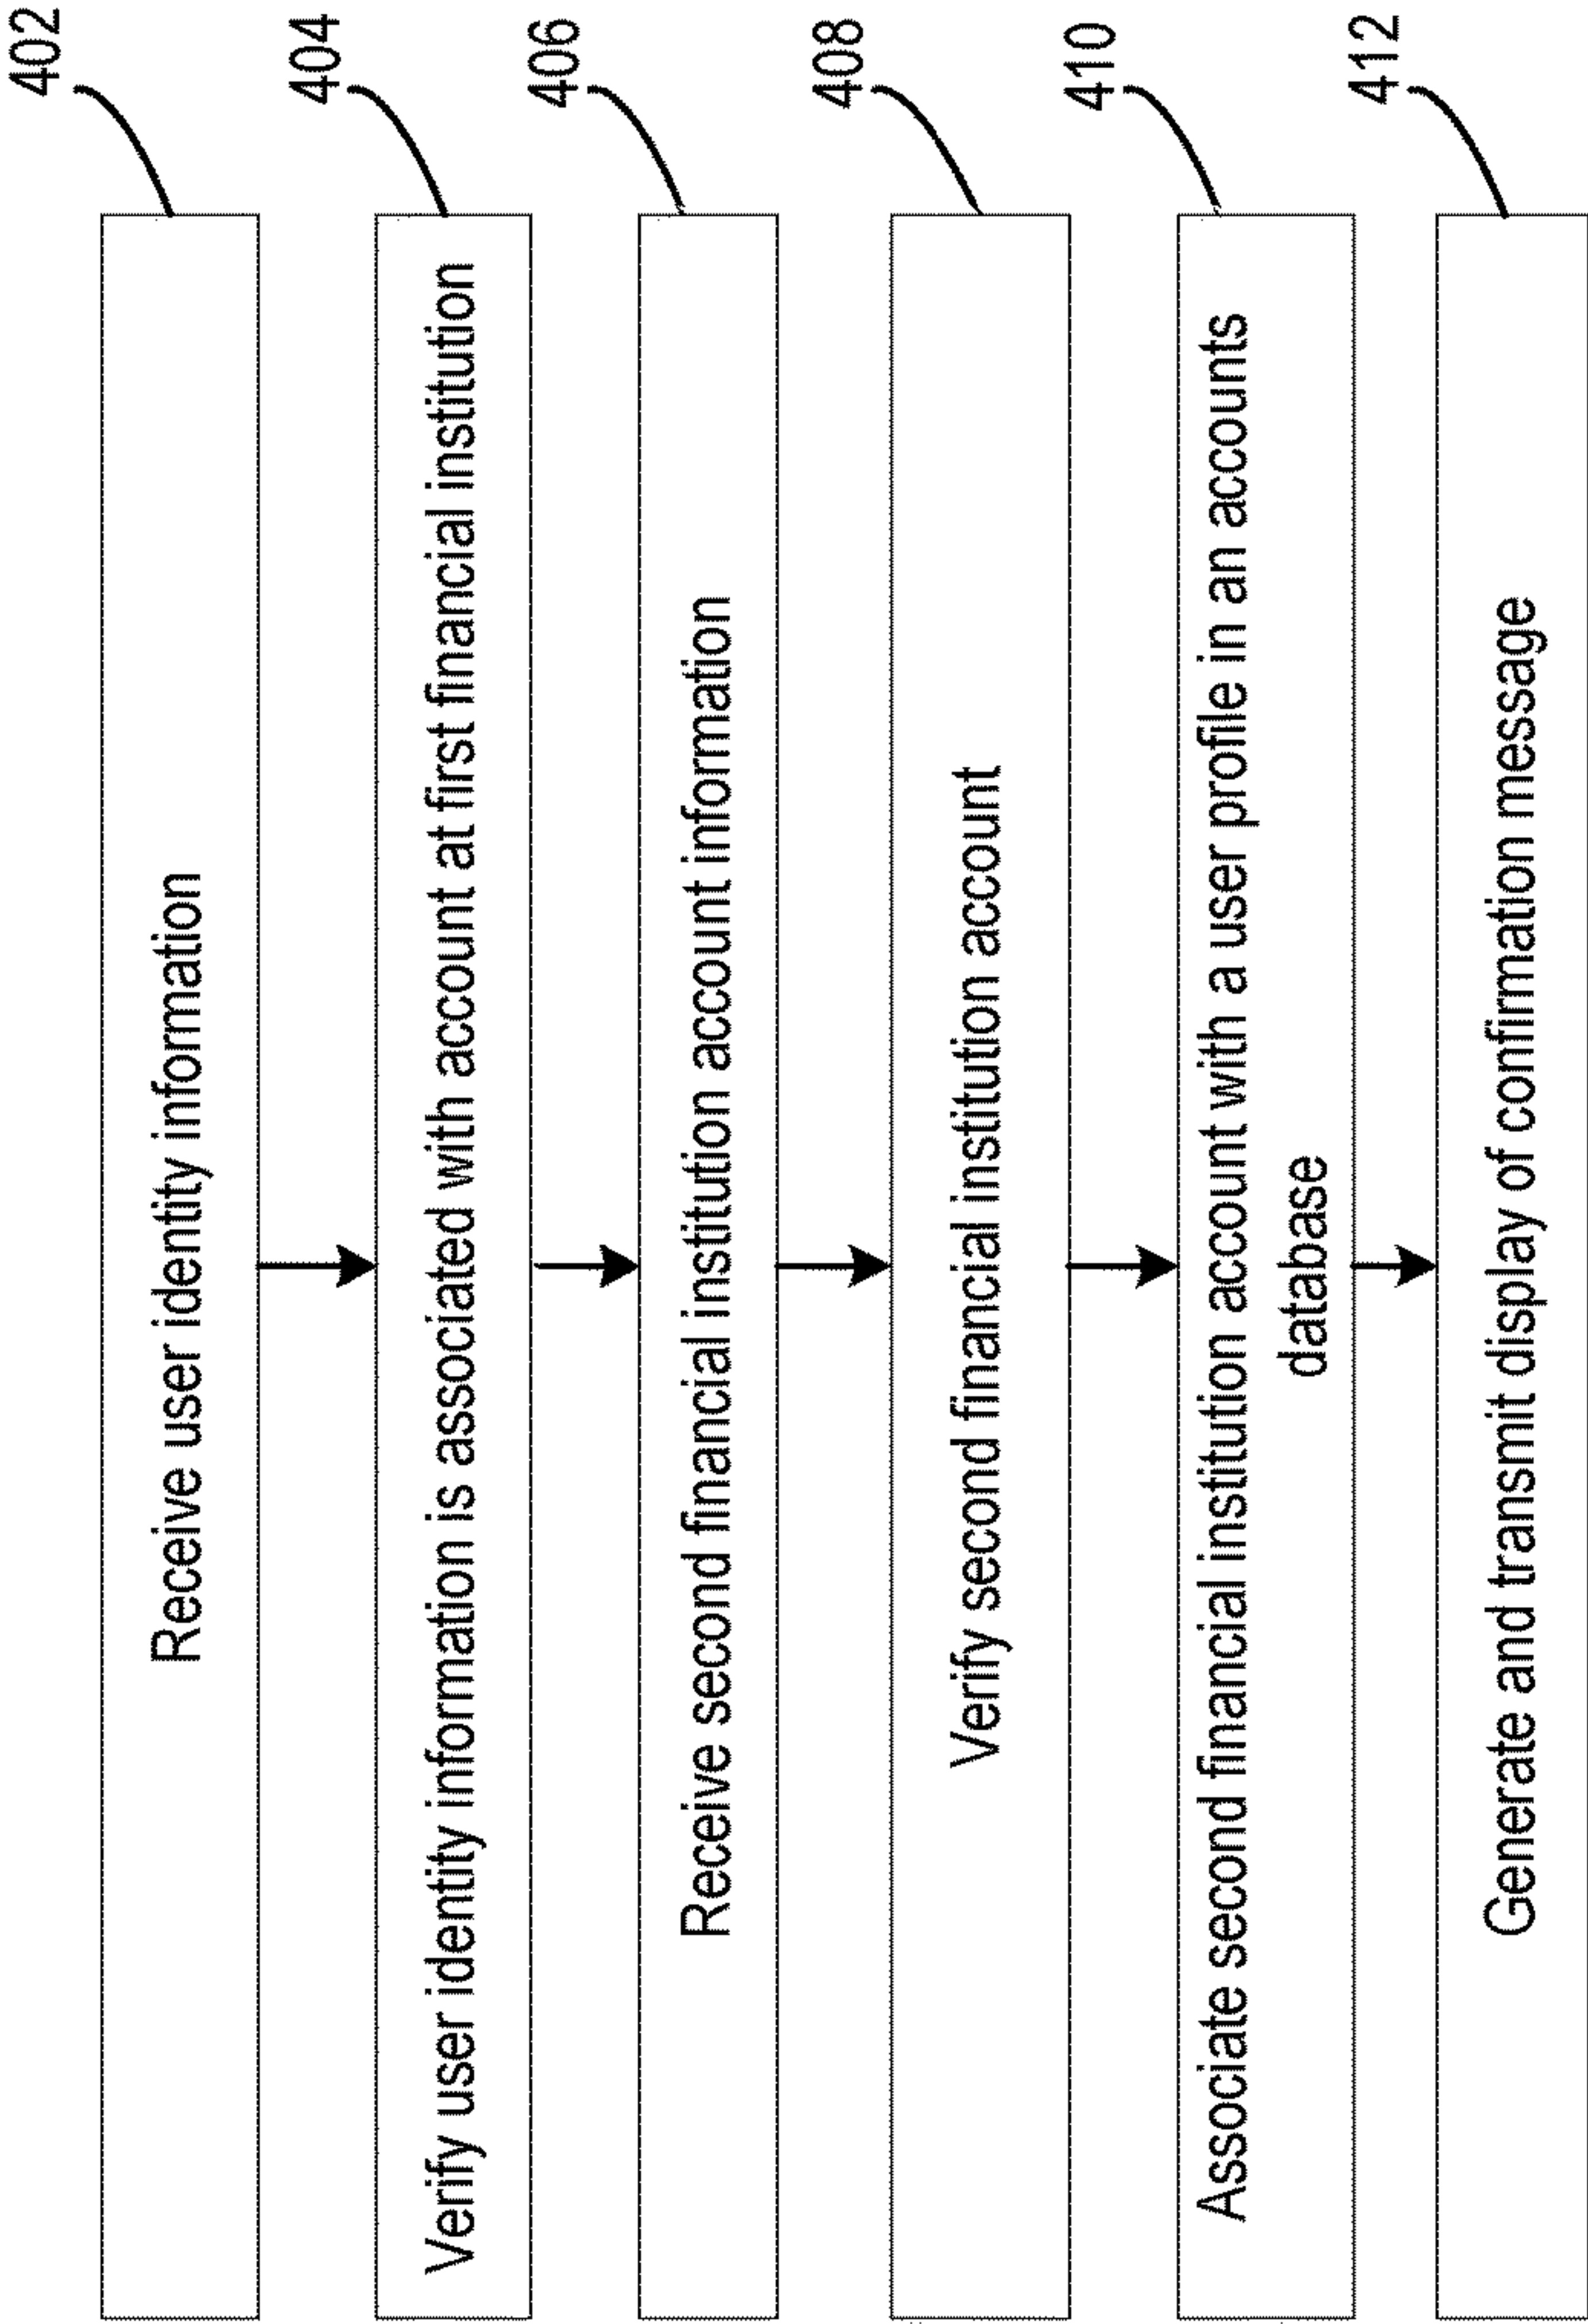 402
Receive user identity information
404
Verify user identity information is associated with account at first financial institution
406
Receive second financial institution account information
408
Verify second financial institution account
410
Associate second financial institution account with a user profile in an accounts
database
412
Generate and transmit display of confirmation message